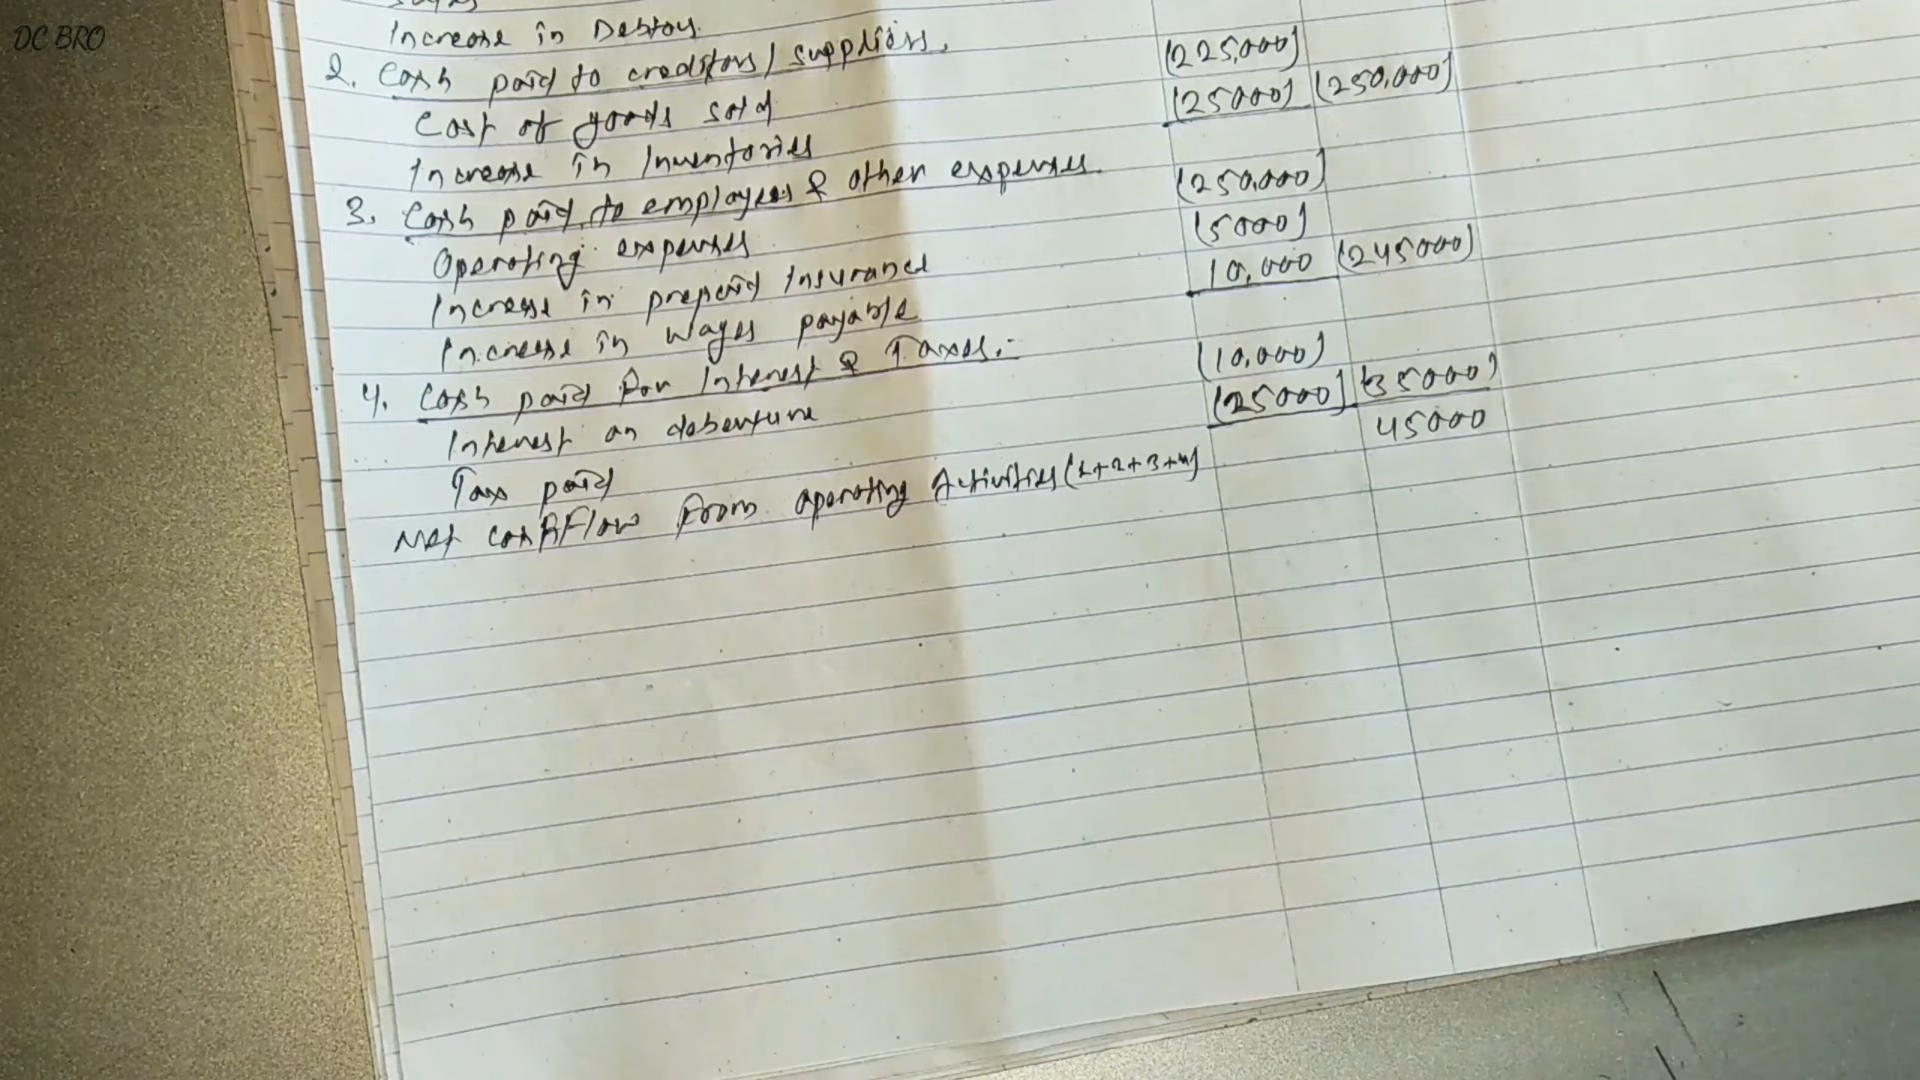 DC BRO
Increase in Debtors.
2. Cash paid to creditors / suppliers.
Cost of goods sold (225,000)
Increase in Inventories (25000) (250,000)
3. Cash paid to employees & other expenses.
Operating expenses (250,000)
Increase in prepaid Insurance (5000)
Increase in wages payable 10,000 (245000)
4. Cash paid for Interest & Taxes:-
Interest on debenture (10,000)
Tax paid (25000) (35000)
Net cashflow from operating Activities (1+2+3+4) 45000